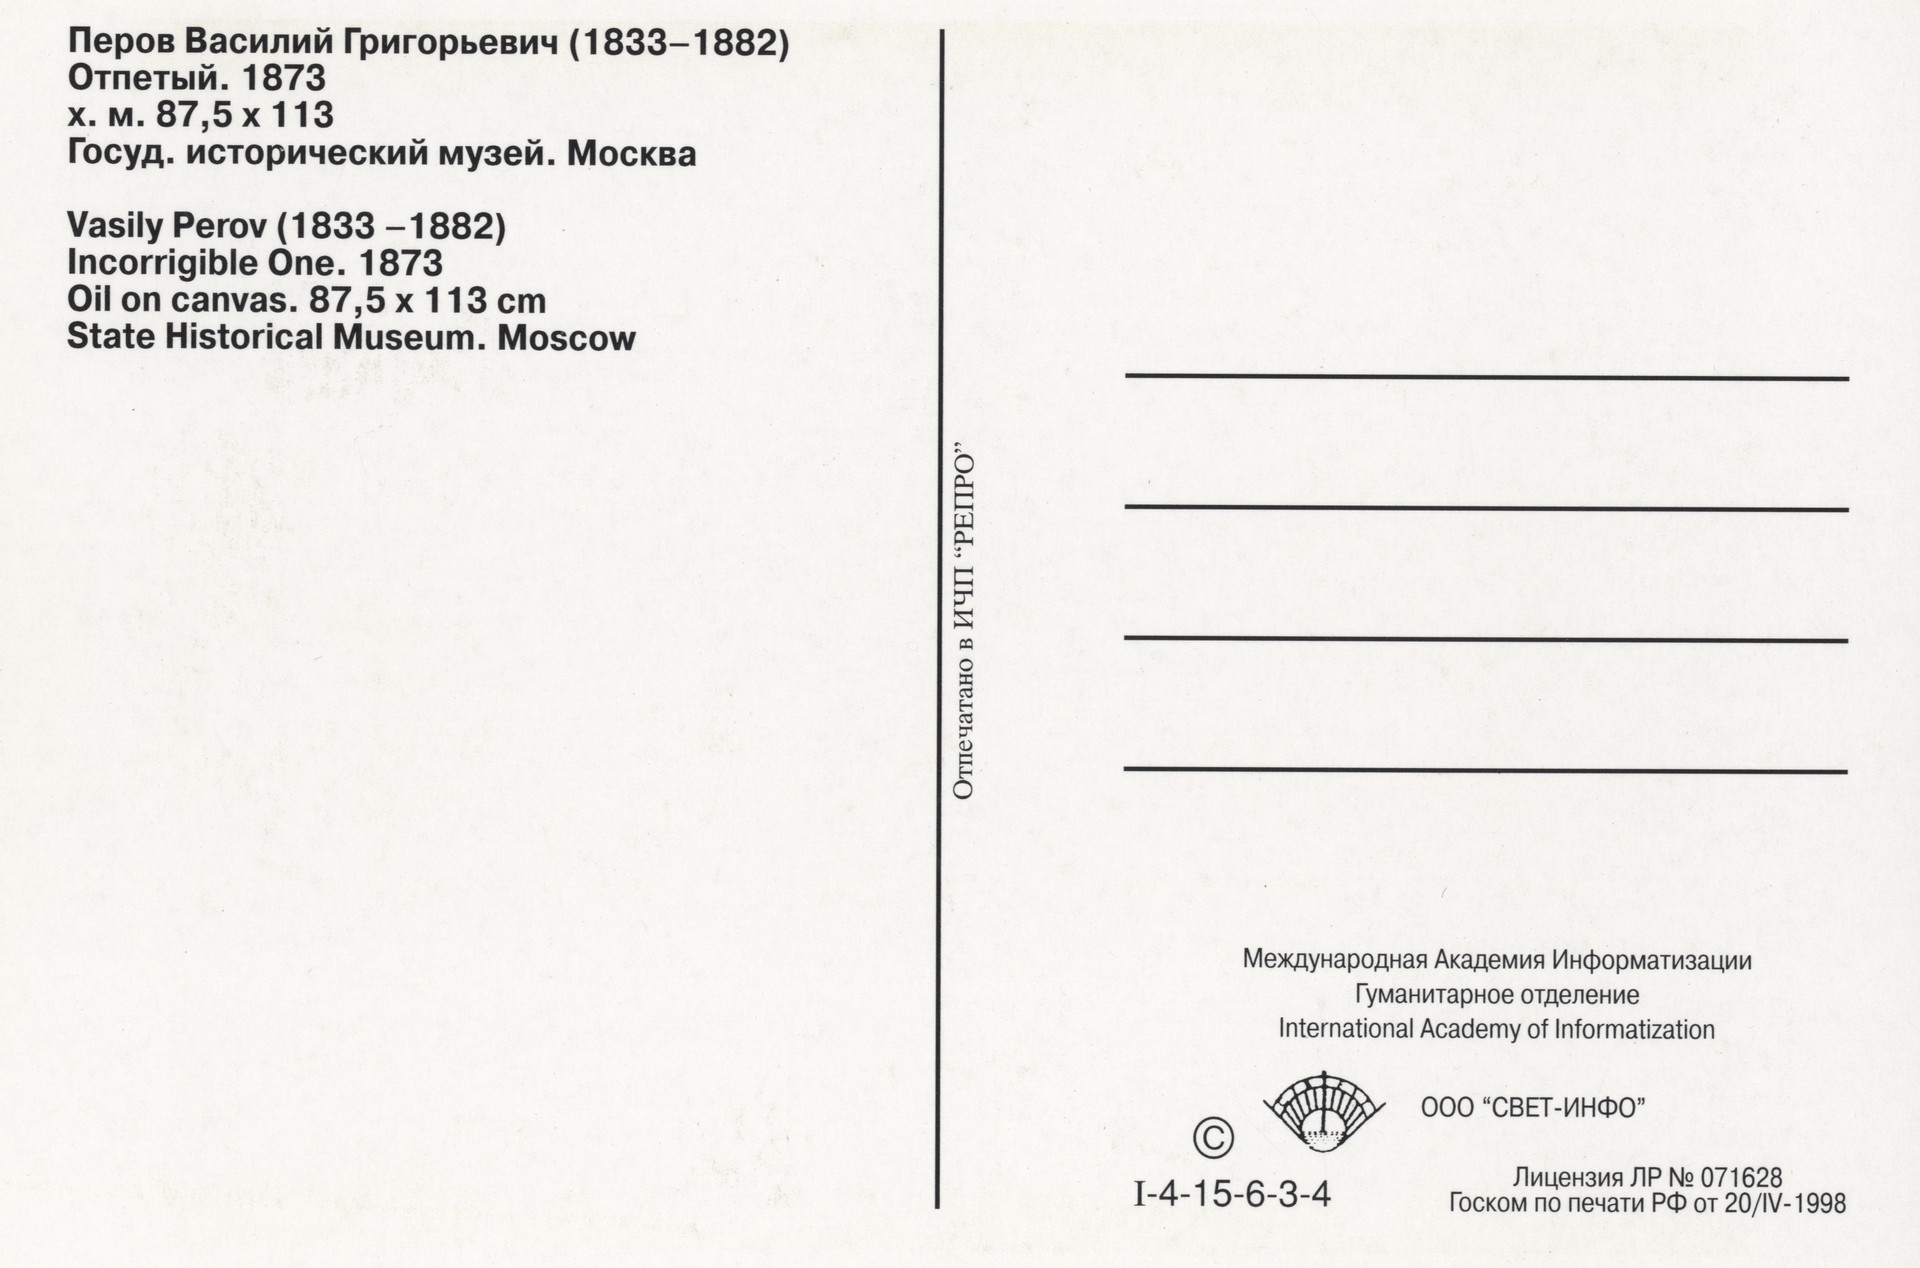 Перов Василий Григорьевич (1833–1882)
Отпетый. 1873
х. м. 87,5 х 113
Госуд. исторический музей. Москва
Vasily Perov (1833 –1882)
Incorrigible One. 1873
Oil on canvas. 87,5 x 113 cm
State Historical Museum. Moscow
Отпечатано в ИЧП “РЕПРО”
Международная Академия Информатизации
Гуманитарное отделение
International Academy of Informatization
ООО “СВЕТ-ИНФО”
©
I-4-15-6-3-4
Лицензия ЛР № 071628
Госком по печати РФ от 20/IV-1998